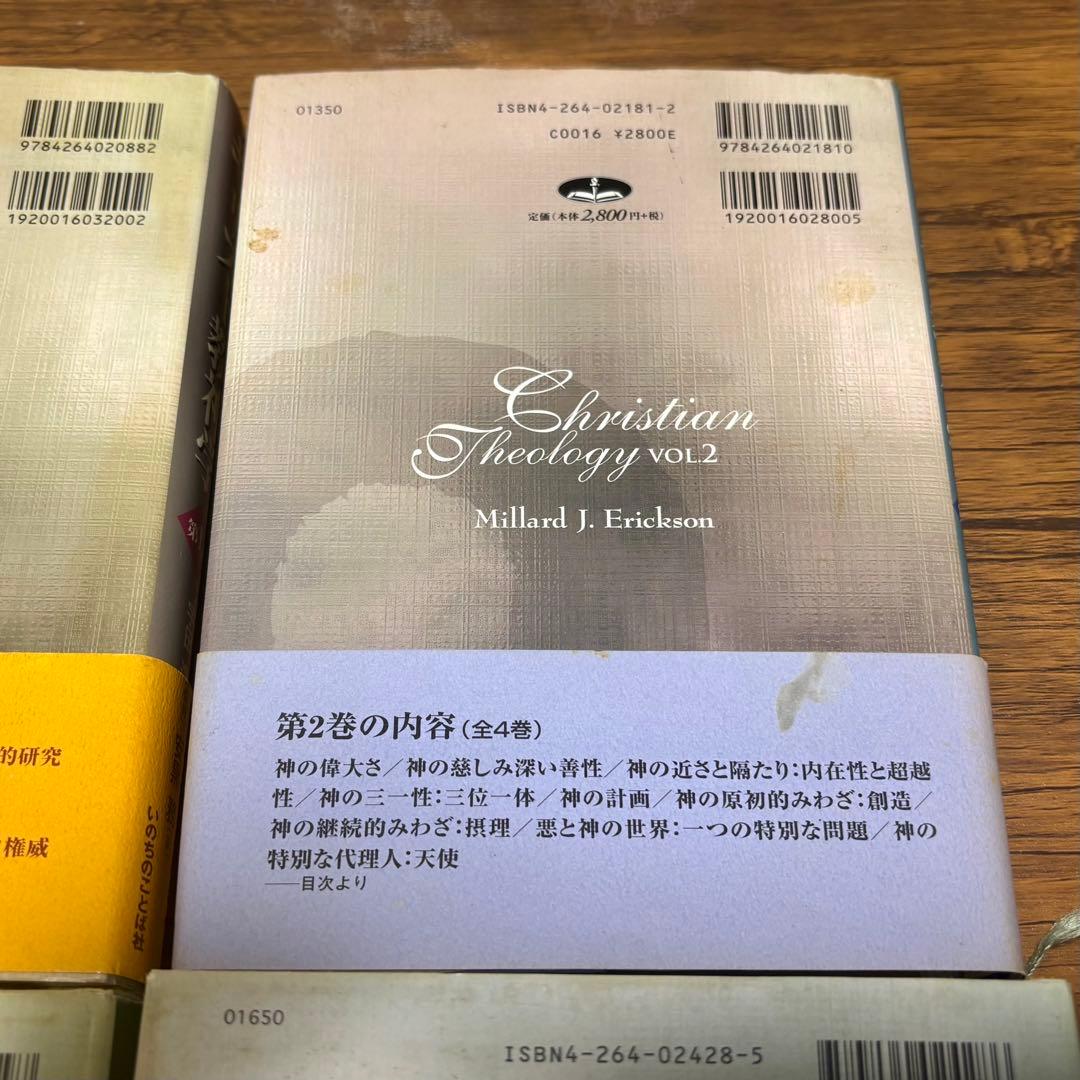 9784264020882
1920016032002
的研究
権威
いのちのことば社
01350
ISBN4-264-02181-2
C0016 ¥2800E
定価(本体2,800円+税)
9784264021810
1920016028005
Christian
Theology VOL.2
Millard J. Erickson
第2巻の内容(全4巻)
神の偉大さ/神の慈しみ深い善性/神の近さと隔たり:内在性と超越
性/神の三一性:三位一体/神の計画/神の原初的みわざ:創造/
神の継続的みわざ:摂理/悪と神の世界:一つの特別な問題/神の
特別な代理人:天使
——目次より
01650
ISBN4-264-02428-5